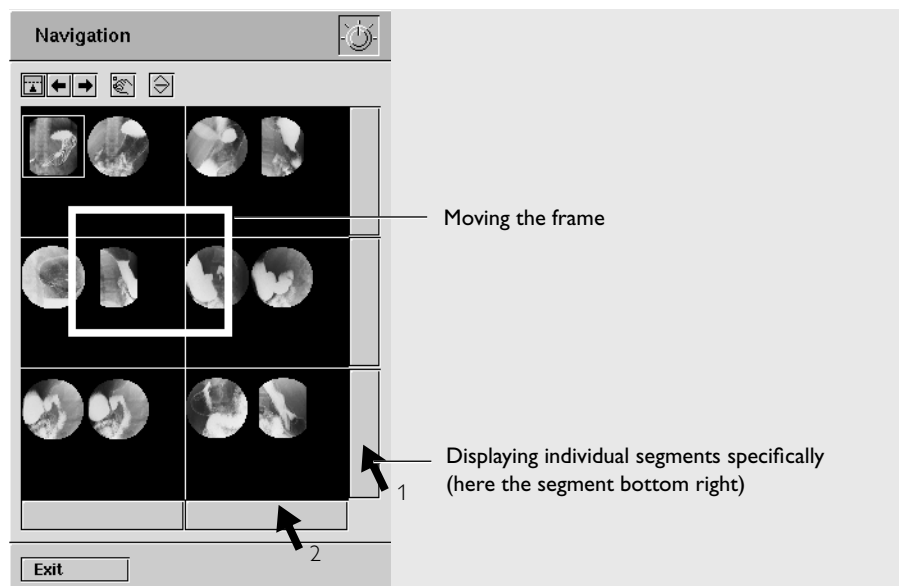 Navigation
Moving the frame
Displaying individual segments specifically
(here the segment bottom right)
1
2
Exit